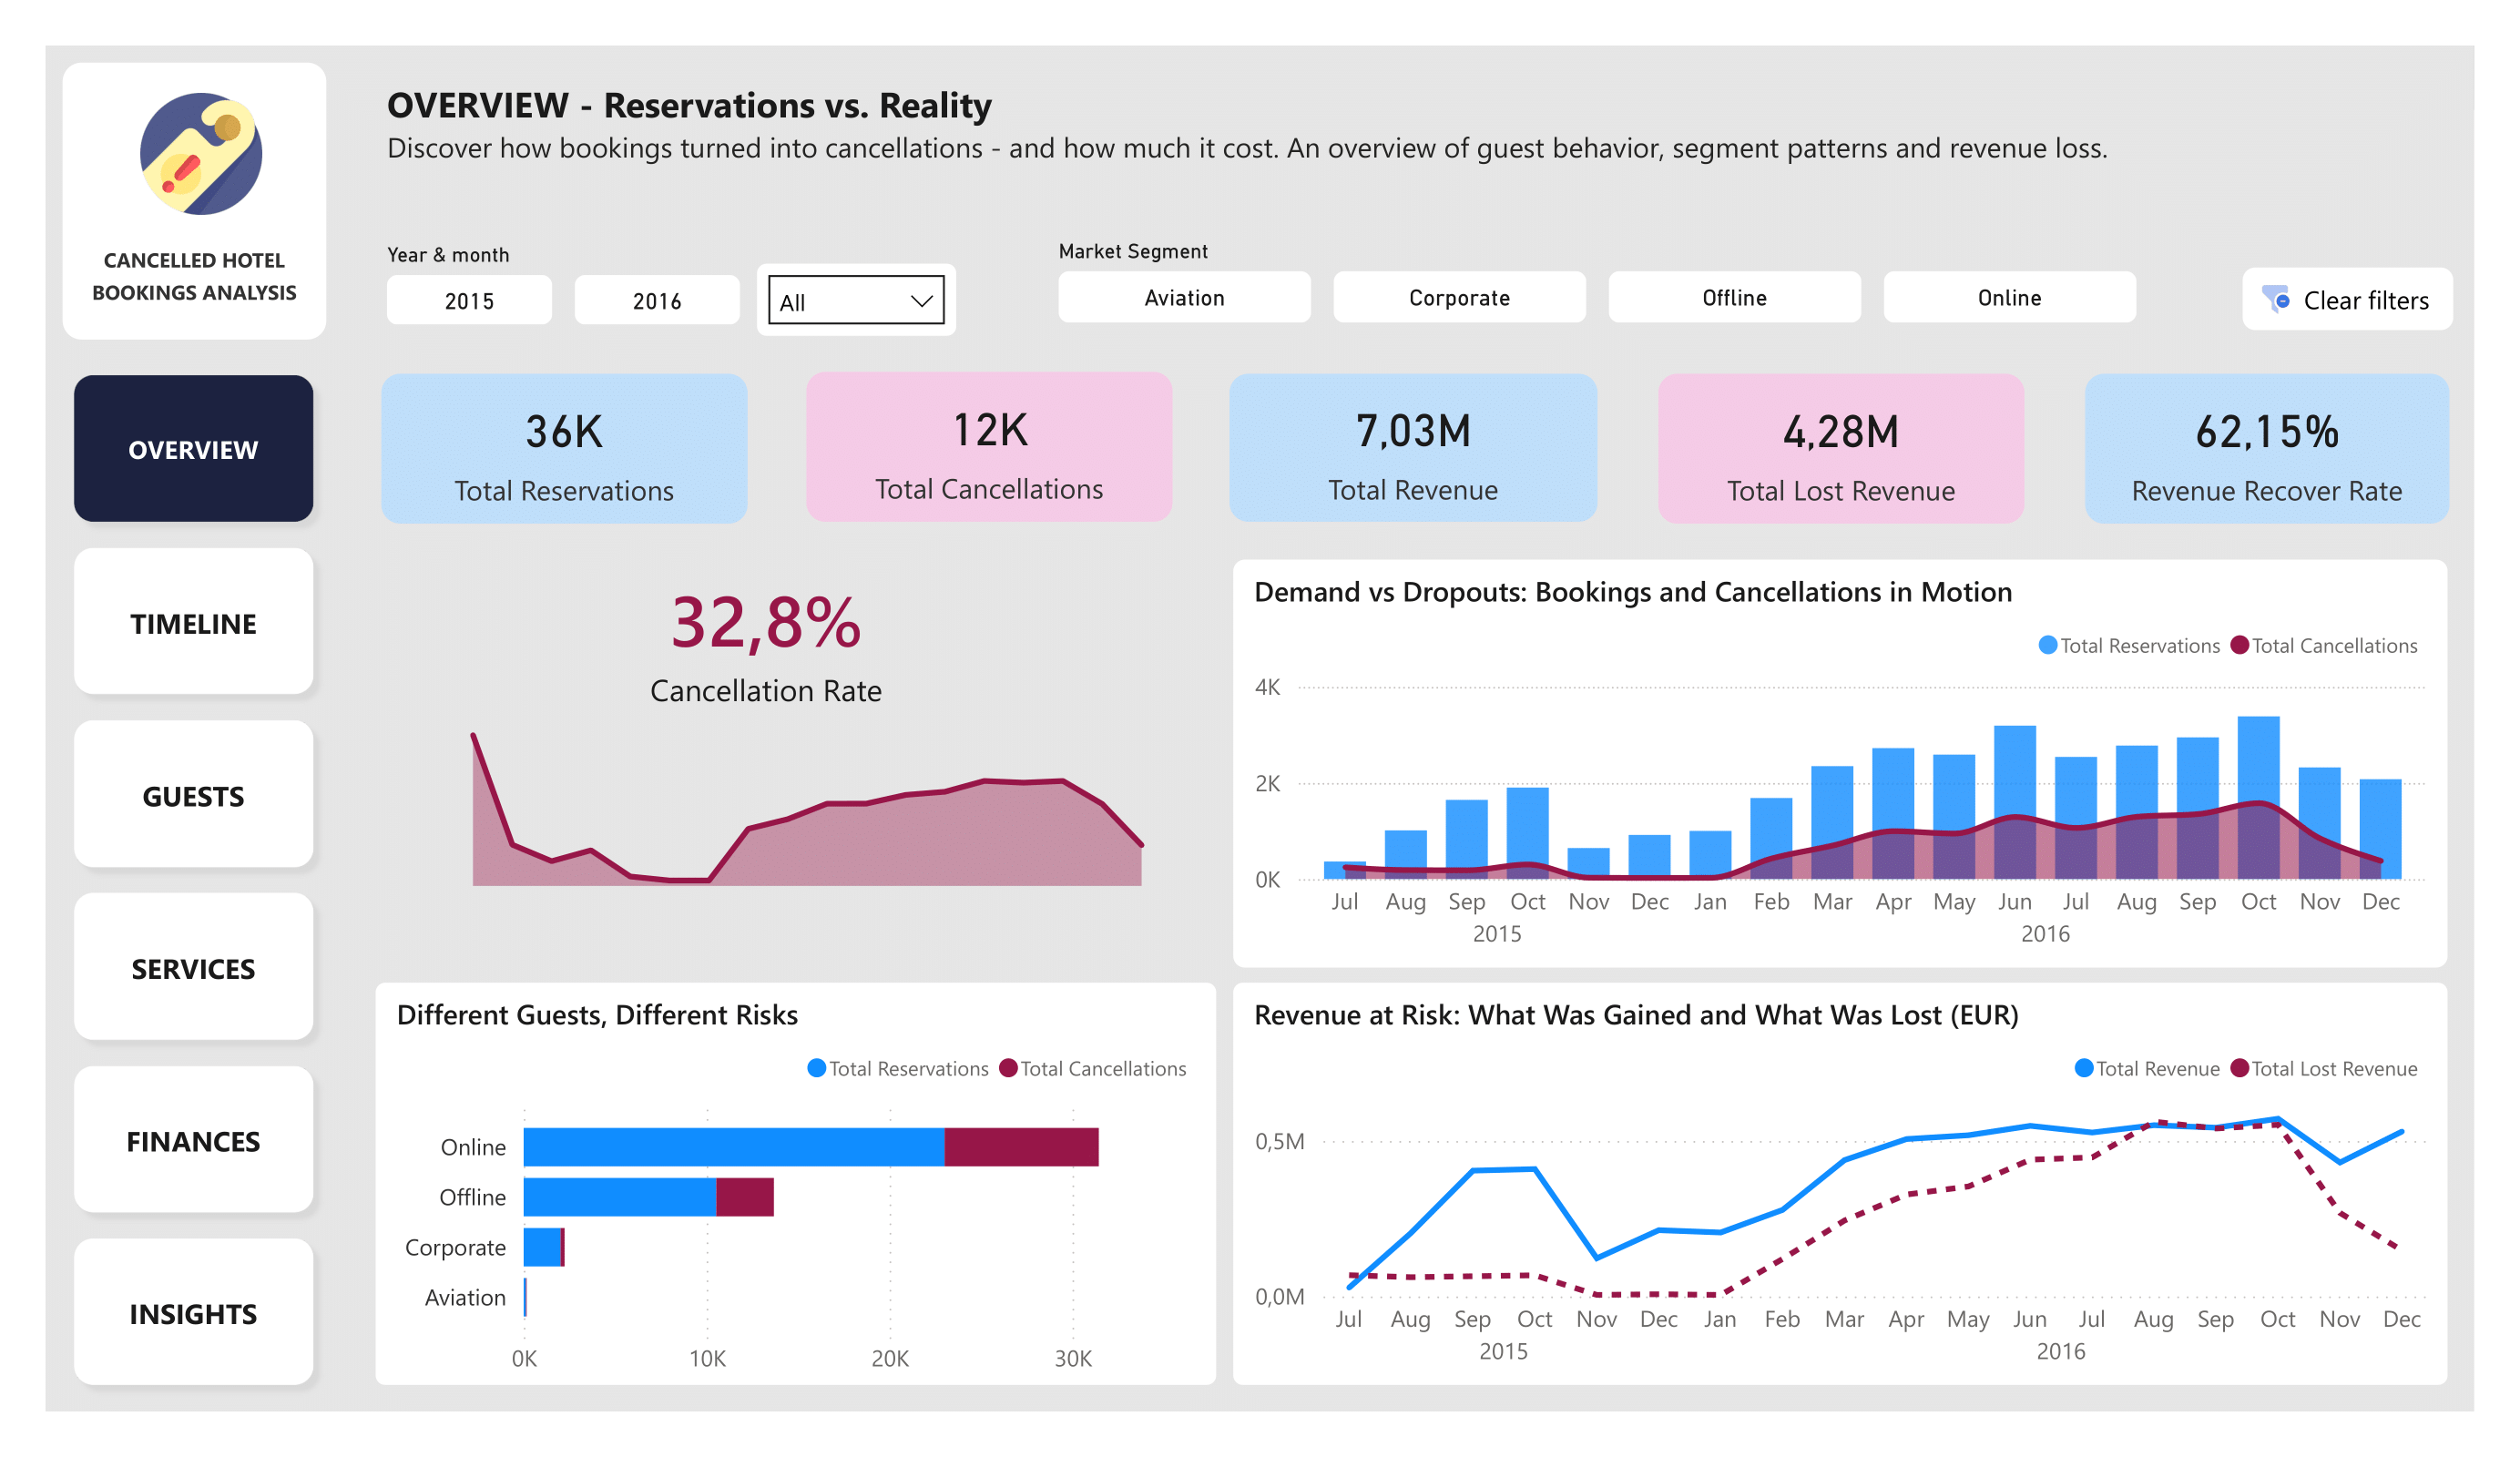 CANCELLED HOTEL
BOOKINGS ANALYSIS
OVERVIEW - Reservations vs. Reality
Discover how bookings turned into cancellations - and how much it cost. An overview of guest behavior, segment patterns and revenue loss.
Year & month
2015 2016 All
Market Segment
Aviation Corporate Offline Online
Clear filters
OVERVIEW
TIMELINE
GUESTS
SERVICES
FINANCES
INSIGHTS
36K
Total Reservations
12K
Total Cancellations
7,03M
Total Revenue
4,28M
Total Lost Revenue
62,15%
Revenue Recover Rate
32,8%
Cancellation Rate
Demand vs Dropouts: Bookings and Cancellations in Motion
Total Reservations Total Cancellations
4K
2K
0K
Jul Aug Sep Oct Nov Dec Jan Feb Mar Apr May Jun Jul Aug Sep Oct Nov Dec
2015 2016
Different Guests, Different Risks
Total Reservations Total Cancellations
Online
Offline
Corporate
Aviation
0K 10K 20K 30K
Revenue at Risk: What Was Gained and What Was Lost (EUR)
Total Revenue Total Lost Revenue
0,5M
0,0M
Jul Aug Sep Oct Nov Dec Jan Feb Mar Apr May Jun Jul Aug Sep Oct Nov Dec
2015 2016